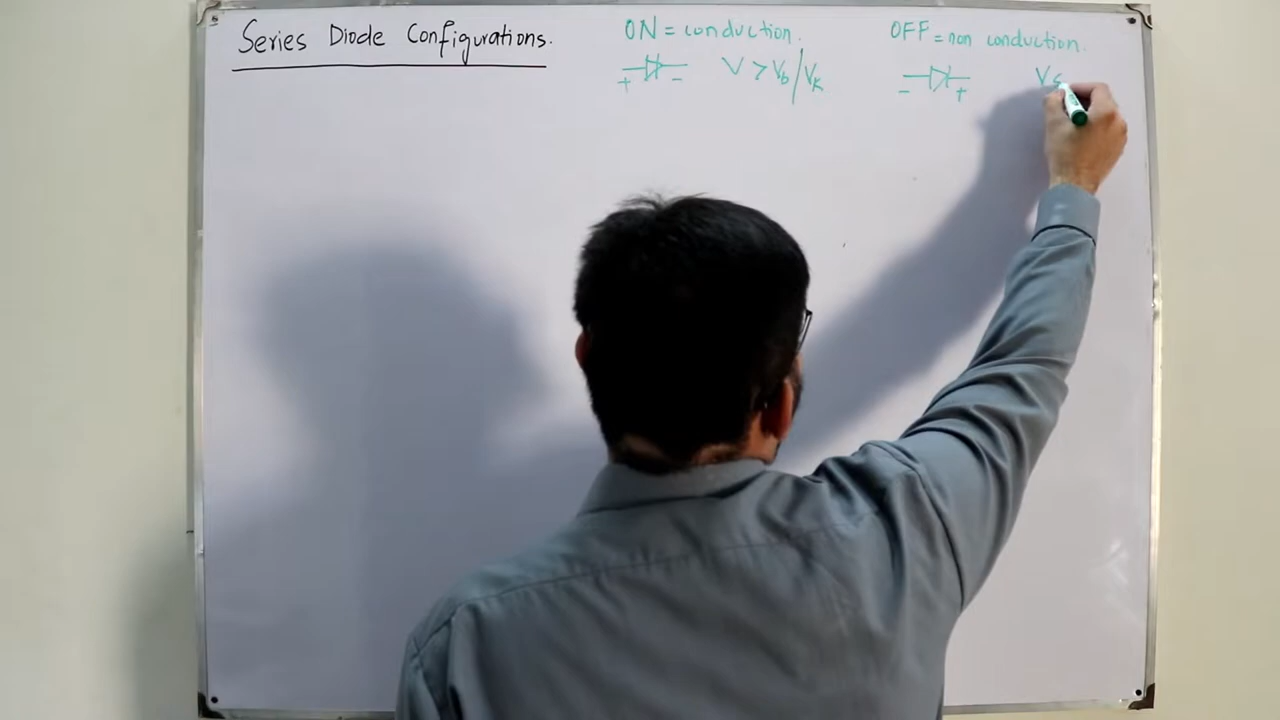 Series Diode Configurations.
ON = conduction.
+ - V > Vb/VK
OFF = non conduction.
- + V <